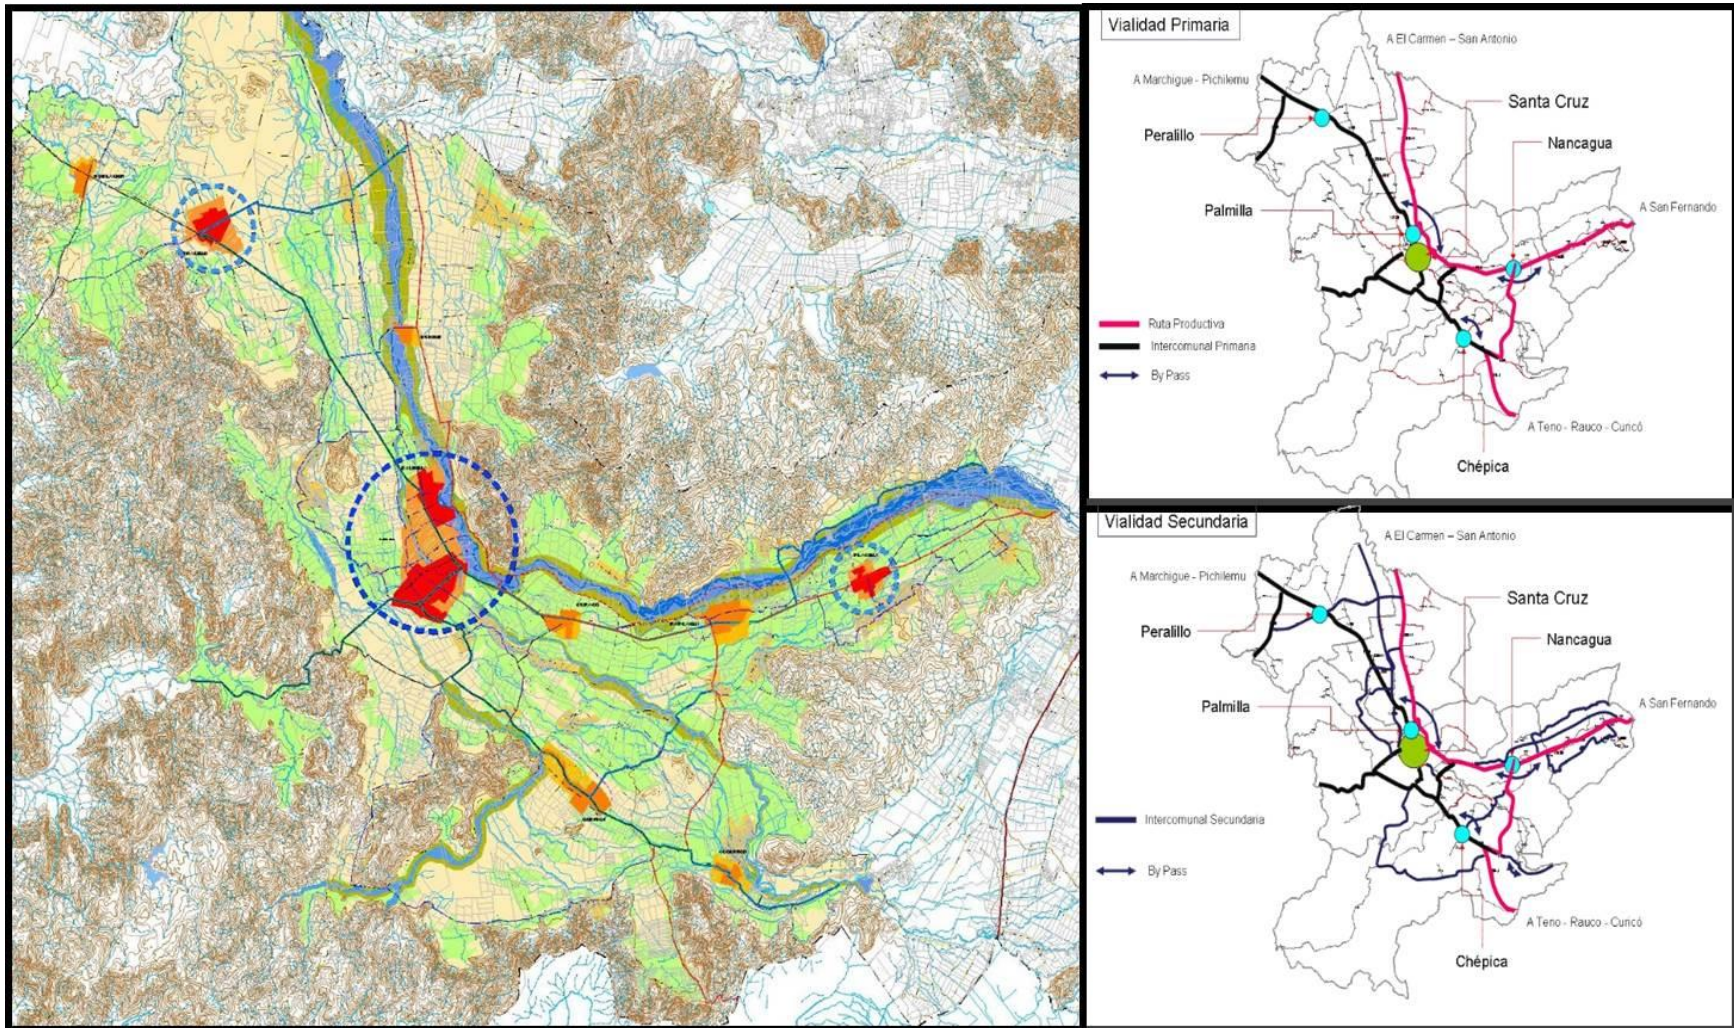 Vialidad Primaria
A El Carmen – San Antonio
A Marchigue - Pichilemu
Santa Cruz
Peralillo
Nancagua
Palmilla
A San Fernando
Ruta Productiva
Intercomunal Primaria
By Pass
A Teno - Rauco - Curicó
Chépica
Vialidad Secundaria
A El Carmen – San Antonio
A Marchigue - Pichilemu
Santa Cruz
Peralillo
Nancagua
Palmilla
A San Fernando
Intercomunal Secundaria
By Pass
A Teno - Rauco - Curicó
Chépica